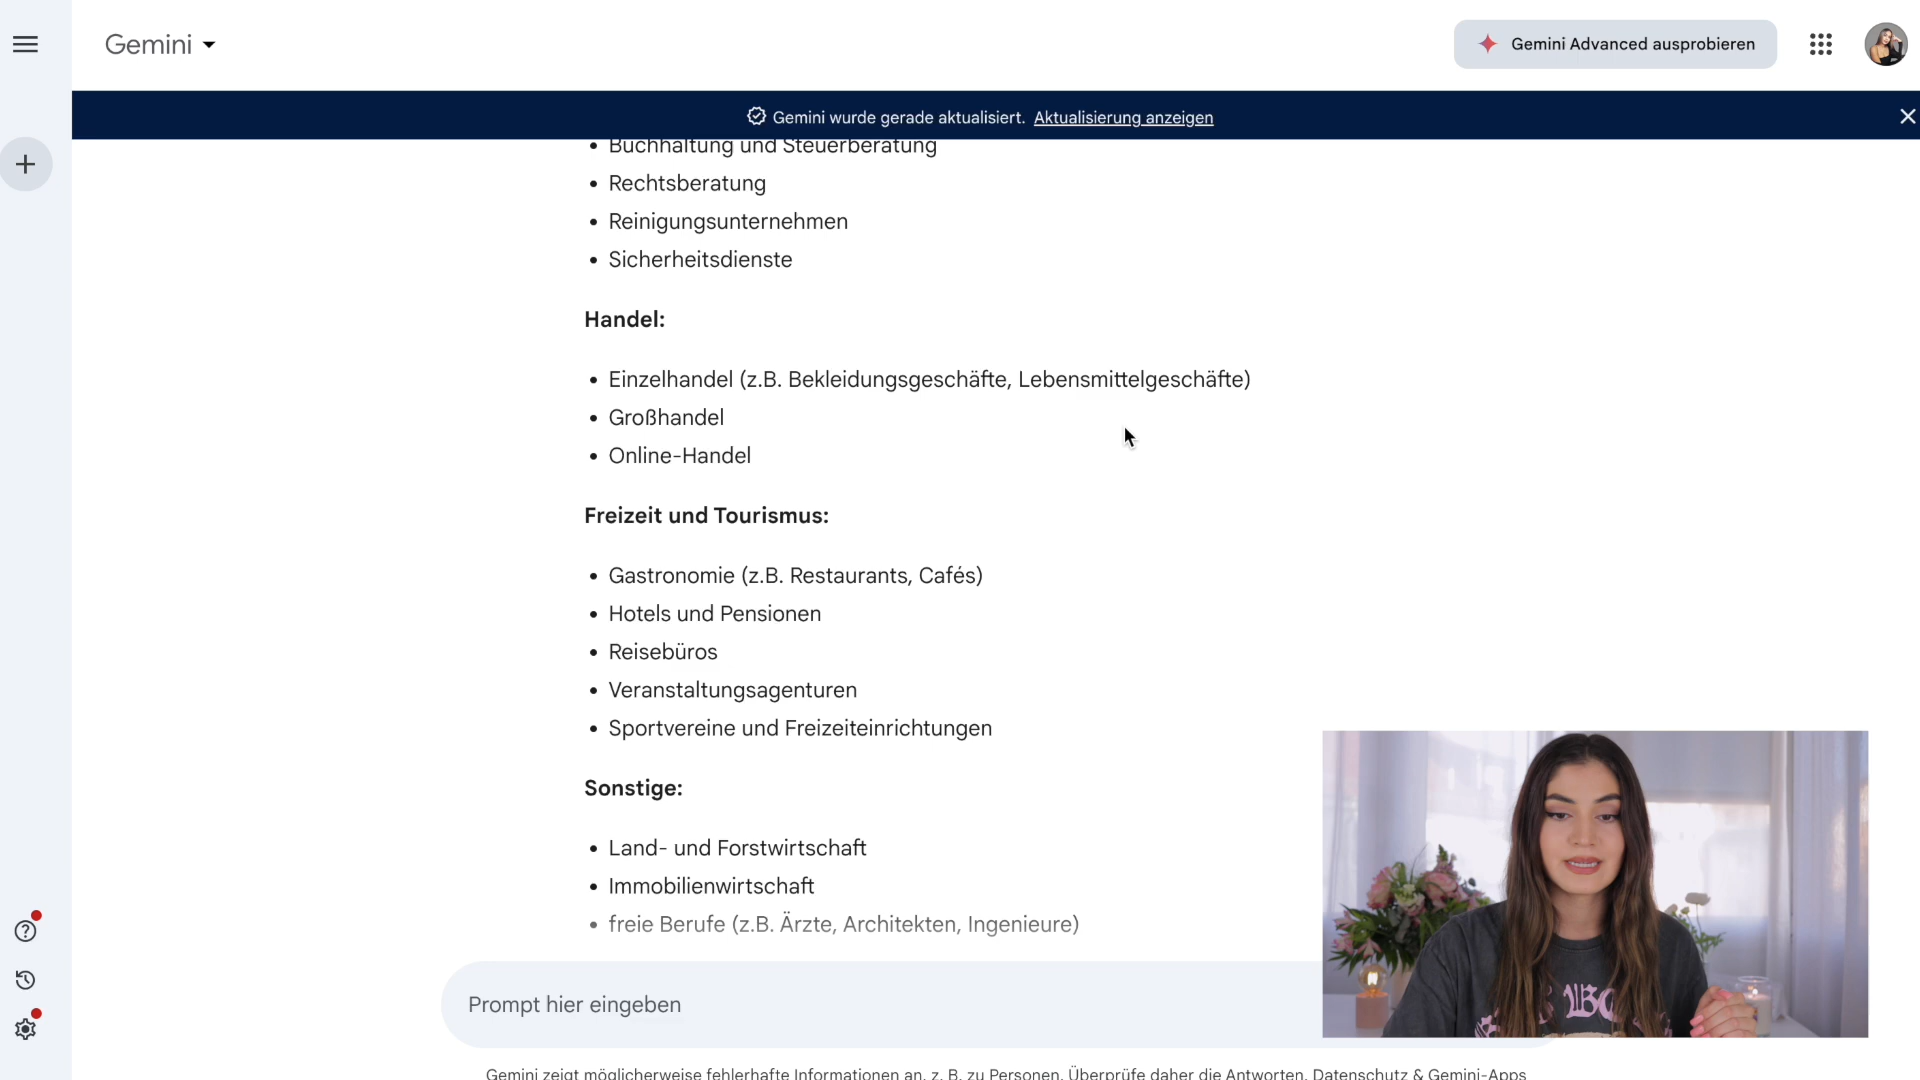 Gemini
Gemini Advanced ausprobieren
Gemini wurde gerade aktualisiert. Aktualisierung anzeigen
Buchhaltung und Steuerberatung
Rechtsberatung
Reinigungsunternehmen
Sicherheitsdienste
Handel:
Einzelhandel (z.B. Bekleidungsgeschäfte, Lebensmittelgeschäfte)
Großhandel
Online-Handel
Freizeit und Tourismus:
Gastronomie (z.B. Restaurants, Cafés)
Hotels und Pensionen
Reisebüros
Veranstaltungsagenturen
Sportvereine und Freizeiteinrichtungen
Sonstige:
Land- und Forstwirtschaft
Immobilienwirtschaft
freie Berufe (z.B. Ärzte, Architekten, Ingenieure)
Prompt hier eingeben
Gemini zeigt möglicherweise fehlerhafte Informationen an, z. B. zu Personen. Überprüfe daher die Antworten. Datenschutz & Gemini-Apps